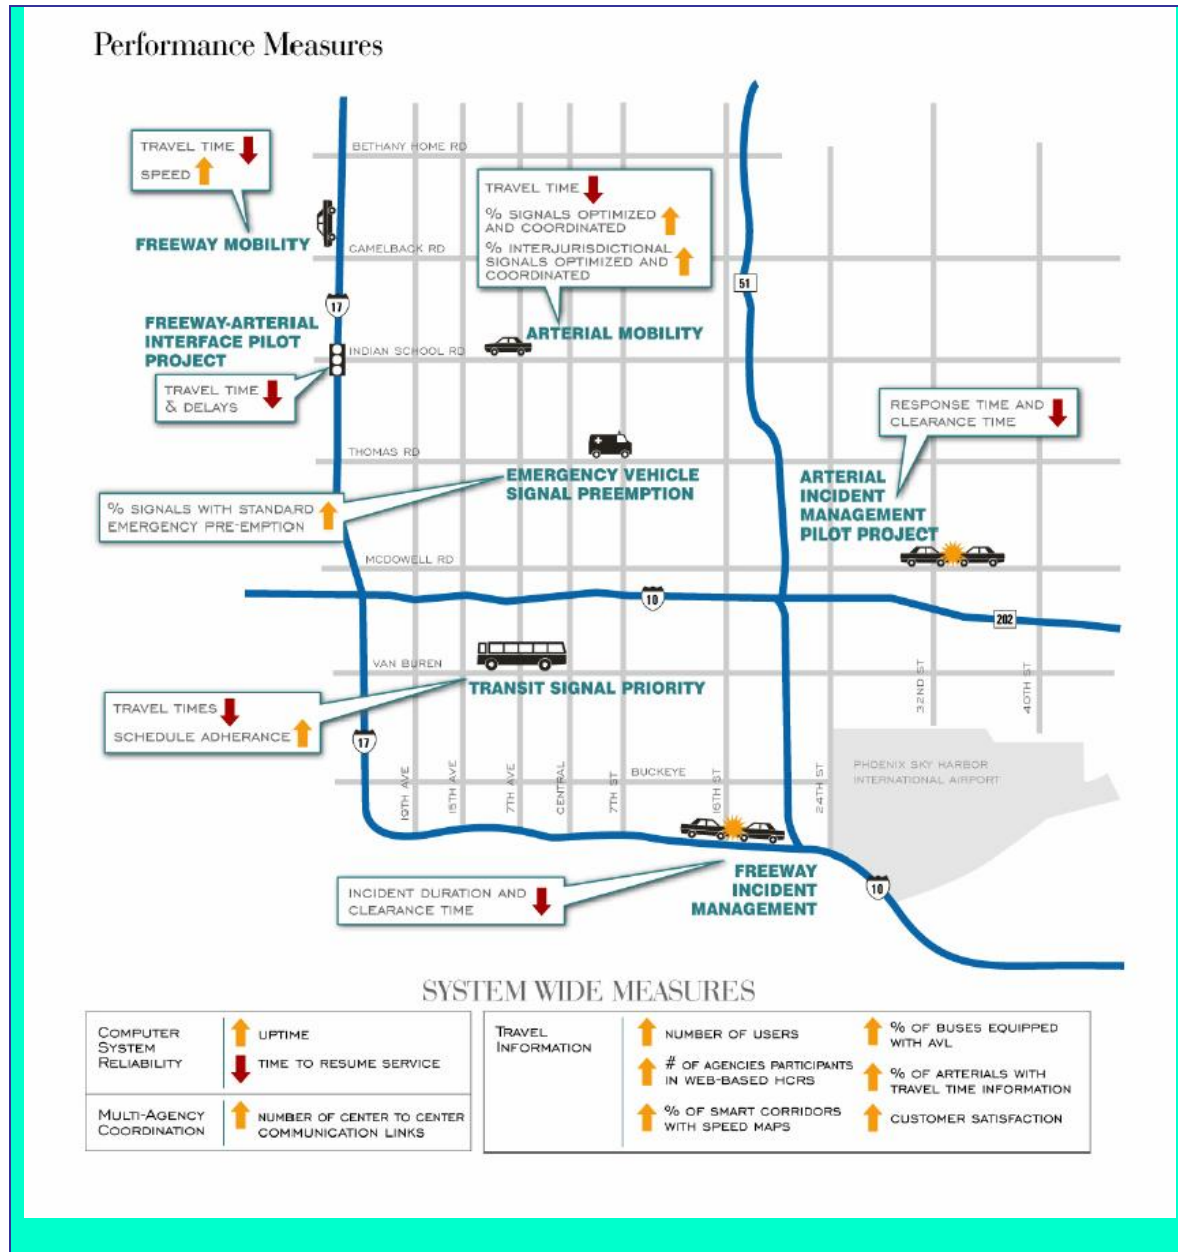 Performance Measures
TRAVEL TIME
SPEED
FREEWAY MOBILITY
BETHANY HOME RD
TRAVEL TIME
% SIGNALS OPTIMIZED
AND COORDINATED
% INTERJURISDICTIONAL
SIGNALS OPTIMIZED AND
COORDINATED
CAMELBACK RD
51
17
FREEWAY-ARTERIAL
INTERFACE PILOT
PROJECT
ARTERIAL MOBILITY
INDIAN SCHOOL RD
TRAVEL TIME
& DELAYS
RESPONSE TIME AND
CLEARANCE TIME
THOMAS RD
EMERGENCY VEHICLE
SIGNAL PREEMPTION
ARTERIAL
INCIDENT
MANAGEMENT
PILOT PROJECT
% SIGNALS WITH STANDARD
EMERGENCY PRE-EMPTION
MCDOWELL RD
10
202
VAN BUREN
TRANSIT SIGNAL PRIORITY
32ND ST
40TH ST
TRAVEL TIMES
SCHEDULE ADHERANCE
17
19TH AVE
15TH AVE
7TH AVE
CENTRAL
7TH ST
BUCKEYE
16TH ST
24TH ST
PHOENIX SKY HARBOR
INTERNATIONAL AIRPORT
FREEWAY
INCIDENT
MANAGEMENT
10
INCIDENT DURATION AND
CLEARANCE TIME
SYSTEM WIDE MEASURES
COMPUTER
SYSTEM
RELIABILITY
UPTIME
TIME TO RESUME SERVICE
MULTI-AGENCY
COORDINATION
NUMBER OF CENTER TO CENTER
COMMUNICATION LINKS
TRAVEL
INFORMATION
NUMBER OF USERS
# OF AGENCIES PARTICIPANTS
IN WEB-BASED HCRS
% OF SMART CORRIDORS
WITH SPEED MAPS
% OF BUSES EQUIPPED
WITH AVL
% OF ARTERIALS WITH
TRAVEL TIME INFORMATION
CUSTOMER SATISFACTION